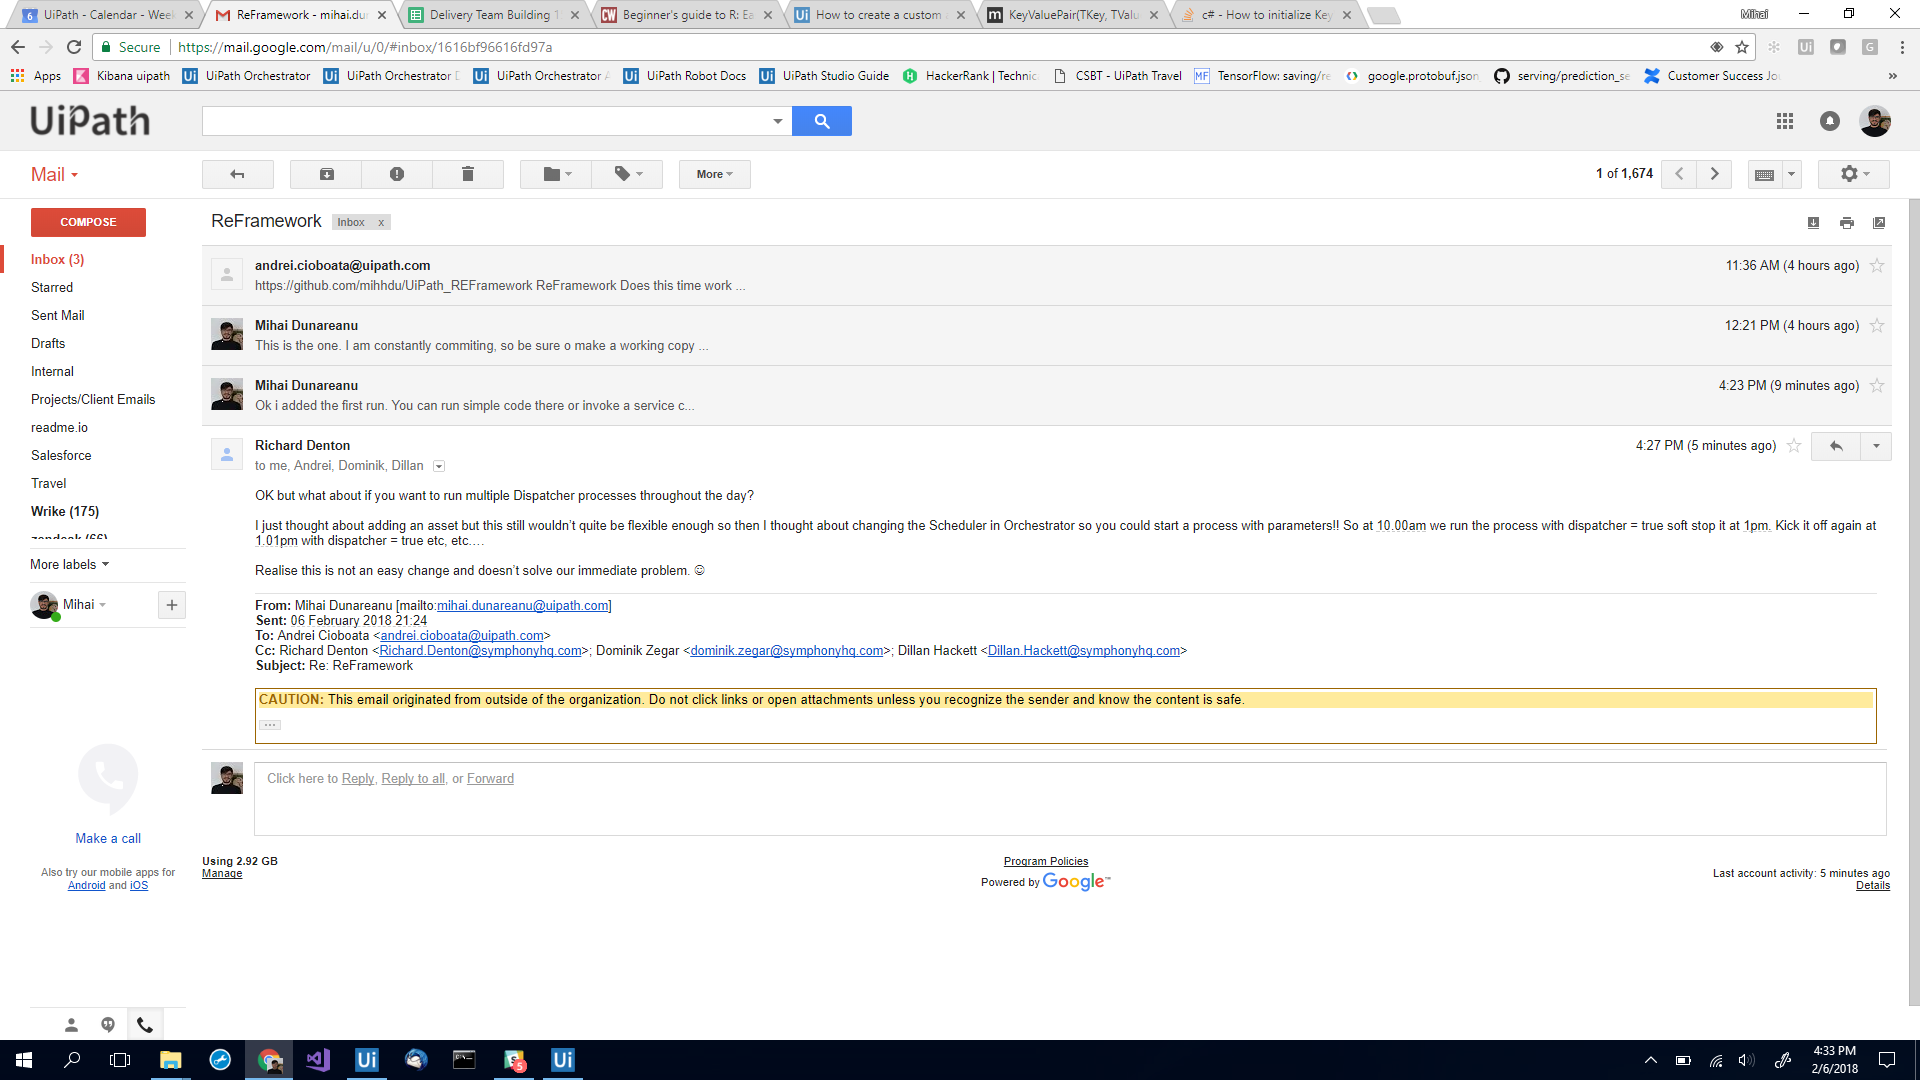 UiPath - Calendar - Week
ReFramework - mihai.dun
Delivery Team Building T
Beginner's guide to R: Ea
How to create a custom
KeyValuePair(TKey, TValu
c# - How to initialize Key
Mihai
Secure
https://mail.google.com/mail/u/0/#inbox/1616bf96616fd97a
Apps
Kibana uipath
UiPath Orchestrator
UiPath Orchestrator D
UiPath Orchestrator A
UiPath Robot Docs
UiPath Studio Guide
HackerRank | Technic
CSBT - UiPath Travel
TensorFlow: saving/re
google.protobuf.json
serving/prediction_se
Customer Success Jou
UiPath
Mail
More
1 of 1,674
COMPOSE
ReFramework
Inbox x
Inbox (3)
Starred
Sent Mail
Drafts
Internal
Projects/Client Emails
readme.io
Salesforce
Travel
Wrike (175)
zendesk (66)
More labels
Mihai
Make a call
Also try our mobile apps for
Android and iOS
andrei.cioboata@uipath.com
11:36 AM (4 hours ago)
https://github.com/mihhdu/UiPath_REFramework ReFramework Does this time work ...
Mihai Dunareanu
12:21 PM (4 hours ago)
This is the one. I am constantly commiting, so be sure o make a working copy ...
Mihai Dunareanu
4:23 PM (9 minutes ago)
Ok i added the first run. You can run simple code there or invoke a service c...
Richard Denton
4:27 PM (5 minutes ago)
to me, Andrei, Dominik, Dillan
OK but what about if you want to run multiple Dispatcher processes throughout the day?
I just thought about adding an asset but this still wouldn't quite be flexible enough so then I thought about changing the Scheduler in Orchestrator so you could start a process with parameters!! So at 10.00am we run the process with dispatcher = true soft stop it at 1pm. Kick it off again at
1.01pm with dispatcher = true etc, etc….
Realise this is not an easy change and doesn't solve our immediate problem. ☺
From: Mihai Dunareanu [mailto:mihai.dunareanu@uipath.com]
Sent: 06 February 2018 21:24
To: Andrei Cioboata <andrei.cioboata@uipath.com>
Cc: Richard Denton <Richard.Denton@symphonyhq.com>; Dominik Zegar <dominik.zegar@symphonyhq.com>; Dillan Hackett <Dillan.Hackett@symphonyhq.com>
Subject: Re: ReFramework
CAUTION: This email originated from outside of the organization. Do not click links or open attachments unless you recognize the sender and know the content is safe.
Click here to Reply, Reply to all, or Forward
Using 2.92 GB
Manage
Program Policies
Powered by Google™
Last account activity: 5 minutes ago
Details
4:33 PM
2/6/2018